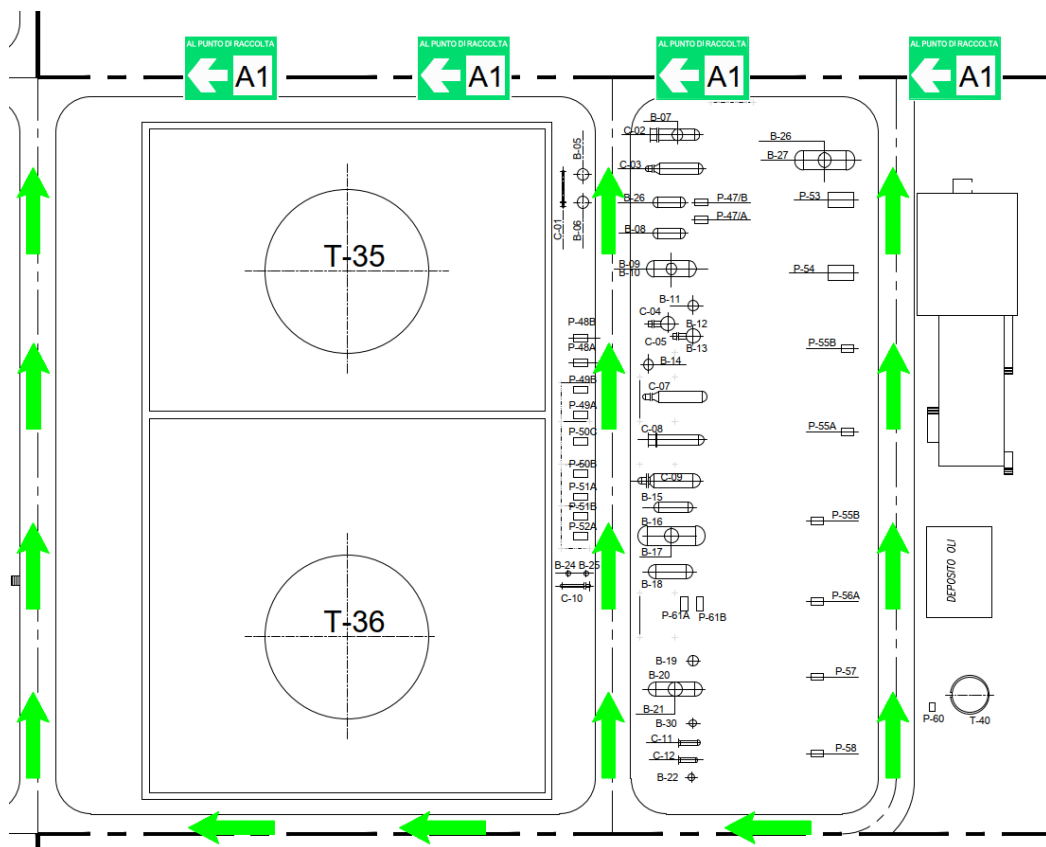 AL PUNTO DI RACCOLTA
A1
AL PUNTO DI RACCOLTA
A1
AL PUNTO DI RACCOLTA
A1
AL PUNTO DI RACCOLTA
A1
T-35
T-36
B-05
C-01
B-06
P-48B
P-48A
P-49B
P-49A
P-50C
P-50B
P-51A
P-51B
P-52A
B-24
B-25
C-10
B-07
C-02
C-03
B-26
P-47/B
P-47/A
B-08
B-09
B-10
B-11
C-04
B-12
C-05
B-13
B-14
C-07
C-08
C-09
B-15
B-16
B-17
B-18
P-61A
P-61B
B-19
B-20
B-21
B-30
C-11
C-12
B-22
B-26
B-27
P-53
P-54
P-55B
P-55A
P-55B
P-56A
P-57
P-58
DEPOSITO OLI
P-60
T-40